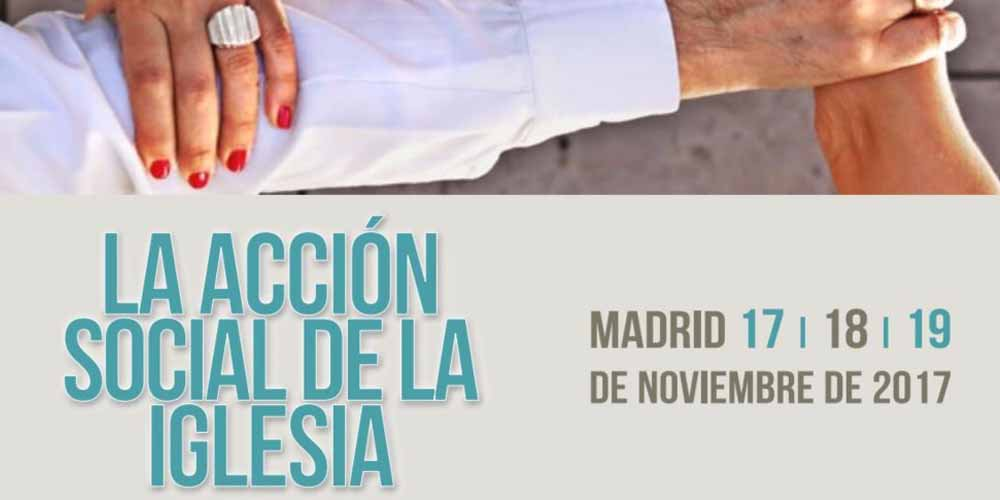 LA ACCIÓN
SOCIAL DE LA
IGLESIA
MADRID 17 | 18 | 19
DE NOVIEMBRE DE 2017